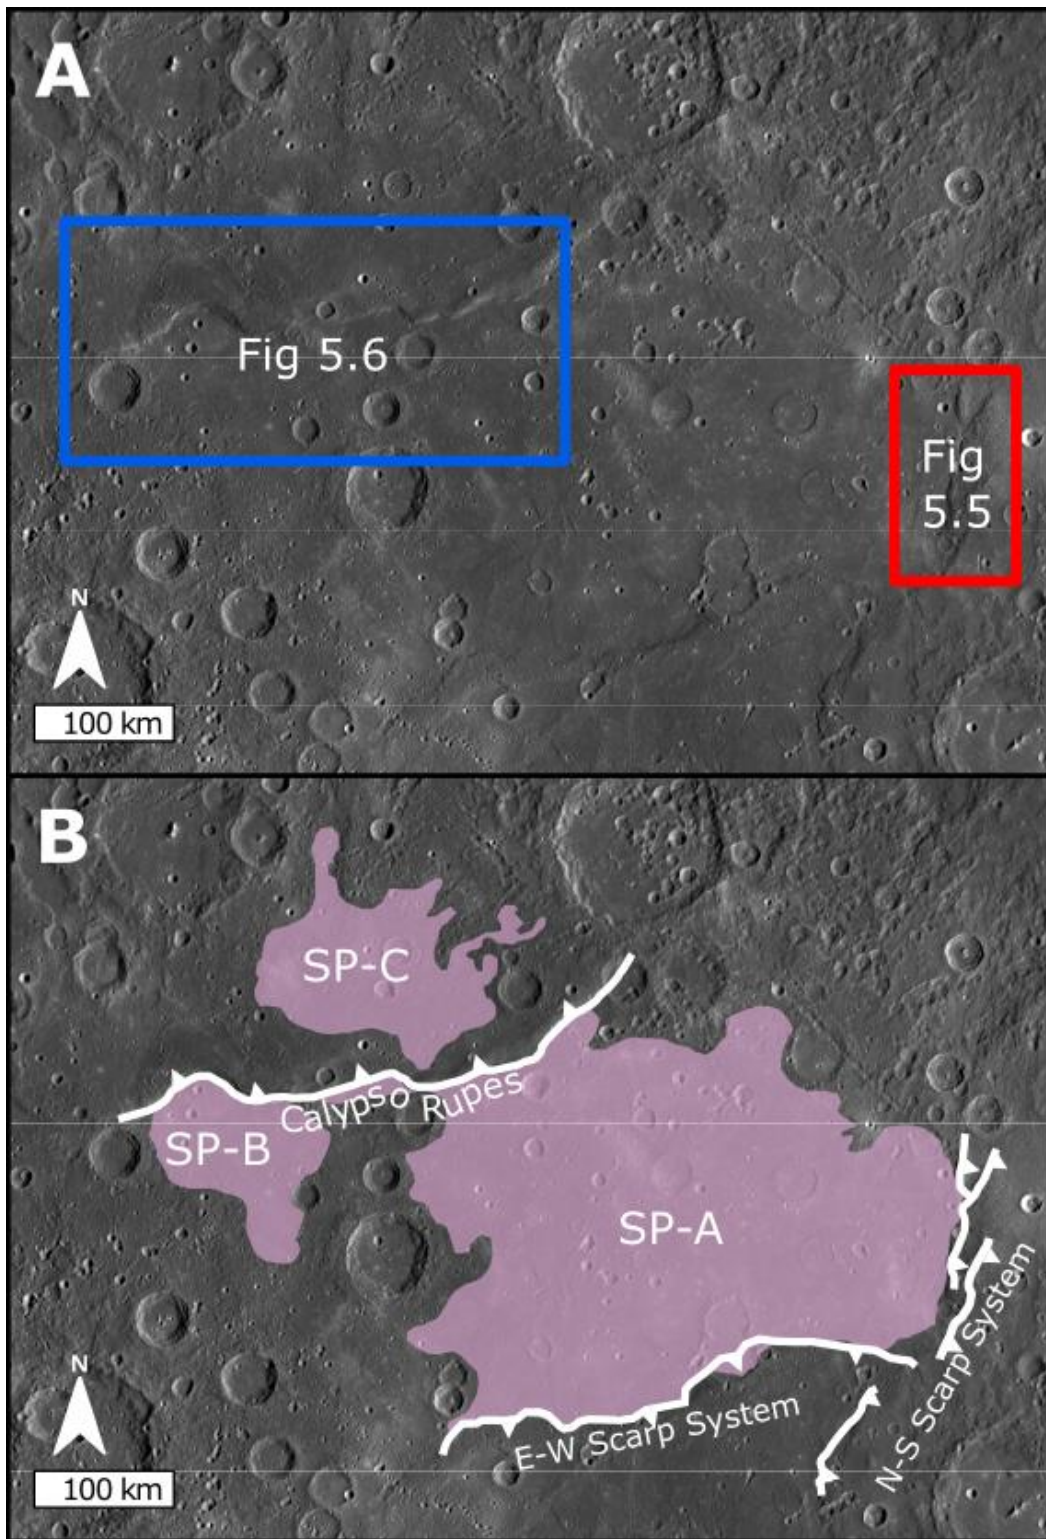 A
Fig 5.6
Fig
5.5
N
100 km
B
SP-C
Calypso Rupes
SP-B
SP-A
N-S Scarp System
E-W Scarp System
N
100 km